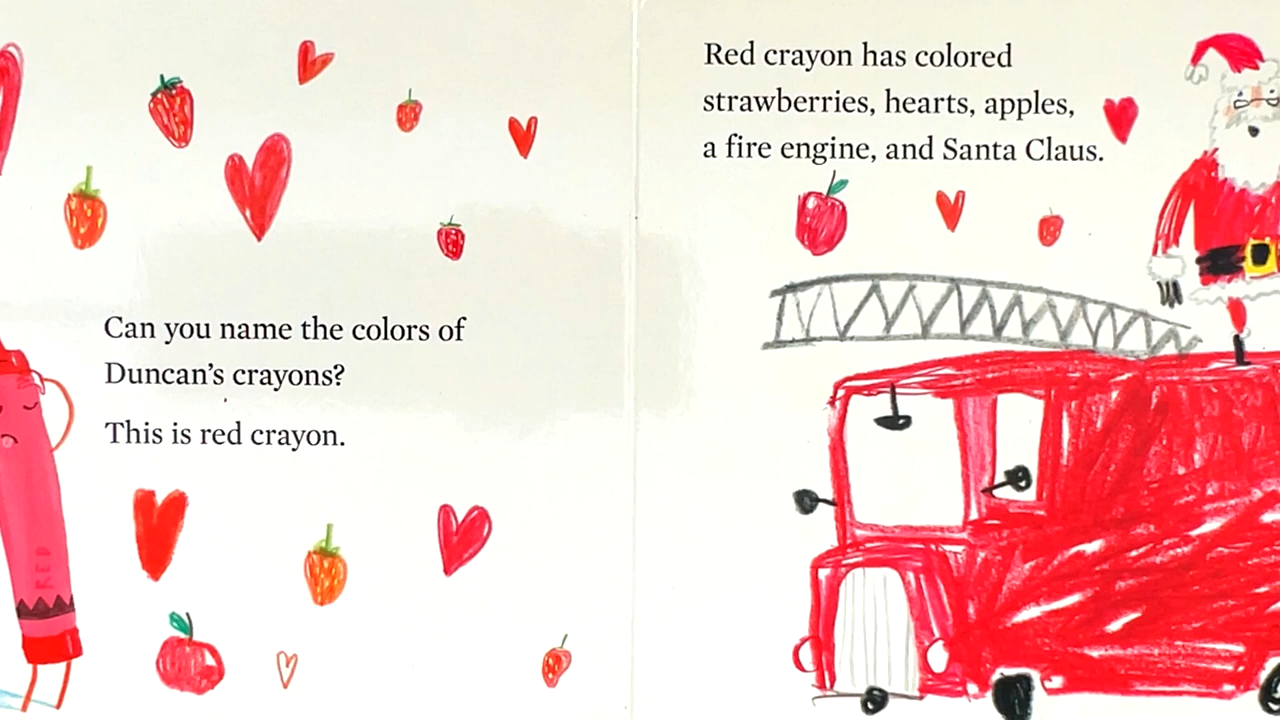 Can you name the colors of
Duncan's crayons?
This is red crayon.
RED
Red crayon has colored
strawberries, hearts, apples,
a fire engine, and Santa Claus.